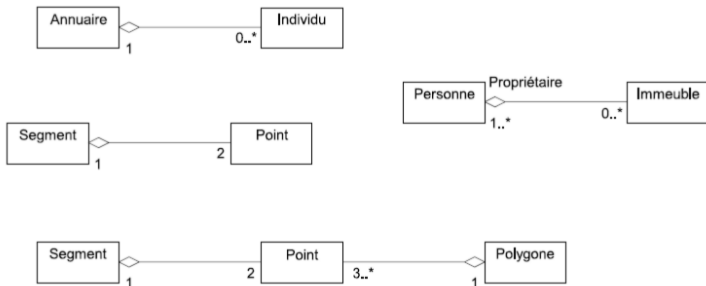 Annuaire
Individu
1
0..*
Propriétaire
Personne
Immeuble
1..*
0..*
Segment
Point
1
2
Segment
Point
Polygone
1
2
3..*
1